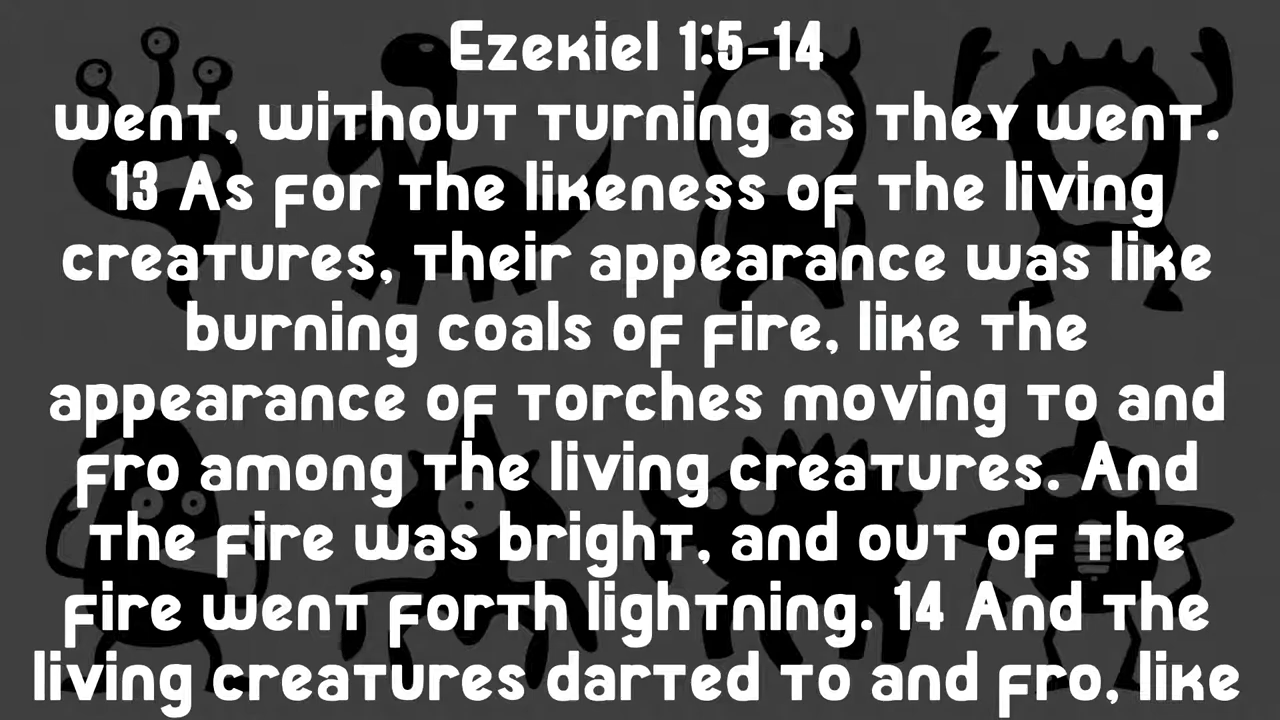 Ezekiel 1:5-14
went, without turning as they went.
13 As for the likeness of the living
creatures, their appearance was like
burning coals of fire, like the
appearance of torches moving to and
fro among the living creatures. And
the fire was bright, and out of the
fire went forth lightning. 14 And the
living creatures darted to and fro, like